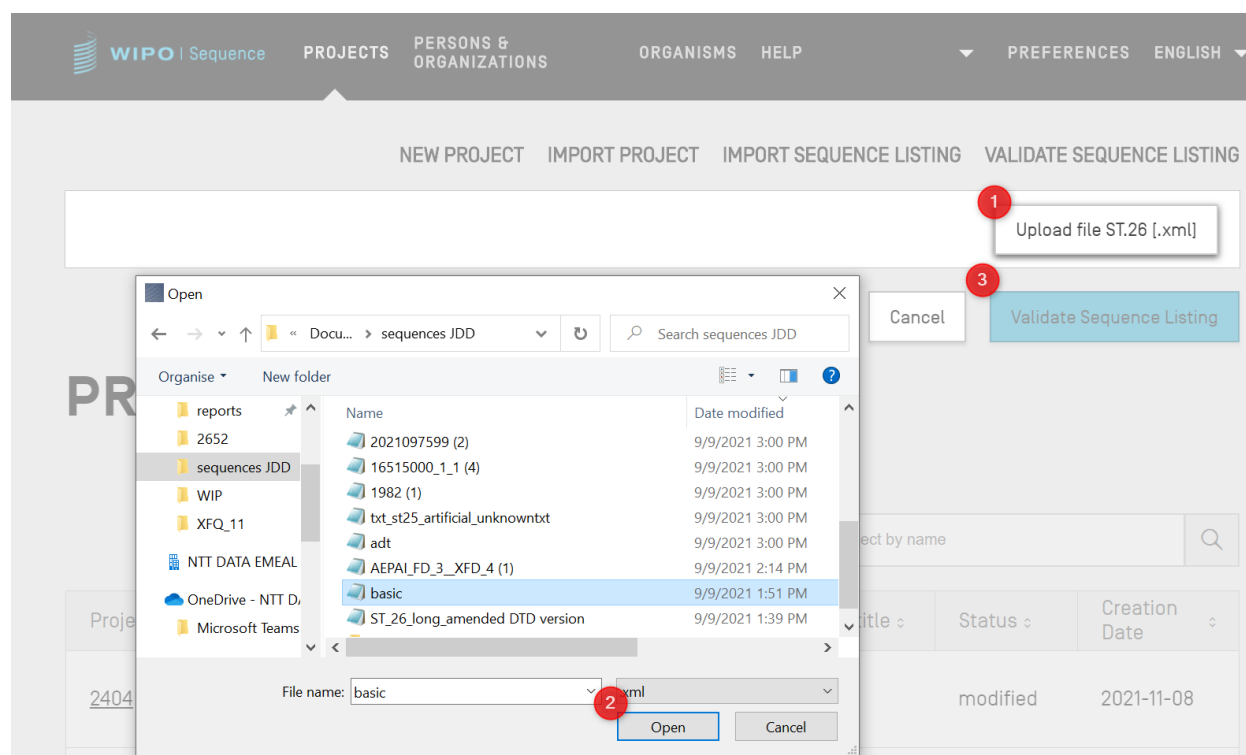 WIPO | Sequence PROJECTS PERSONS & ORGANIZATIONS ORGANISMS HELP PREFERENCES ENGLISH
NEW PROJECT IMPORT PROJECT IMPORT SEQUENCE LISTING VALIDATE SEQUENCE LISTING
1
Upload file ST.26 [.xml]
3
Cancel Validate Sequence Listing
Open
« Docu... > sequences JDD Search sequences JDD
Organise New folder ?
PR
reports
2652
sequences JDD
WIP
XFQ_11
NTT DATA EMEAL
OneDrive - NTT D
Microsoft Teams
Name Date modified
2021097599 (2) 9/9/2021 3:00 PM
16515000_1_1 (4) 9/9/2021 3:00 PM
1982 (1) 9/9/2021 3:00 PM
txt_st25_artificial_unknowntxt 9/9/2021 3:00 PM
adt 9/9/2021 3:00 PM
AEPAI_FD_3__XFD_4 (1) 9/9/2021 2:14 PM
basic 9/9/2021 1:51 PM
ST_26_long_amended DTD version 9/9/2021 1:39 PM
ect by name
Proje title Status Creation Date
File name: basic .xml
2
Open Cancel
2404 modified 2021-11-08